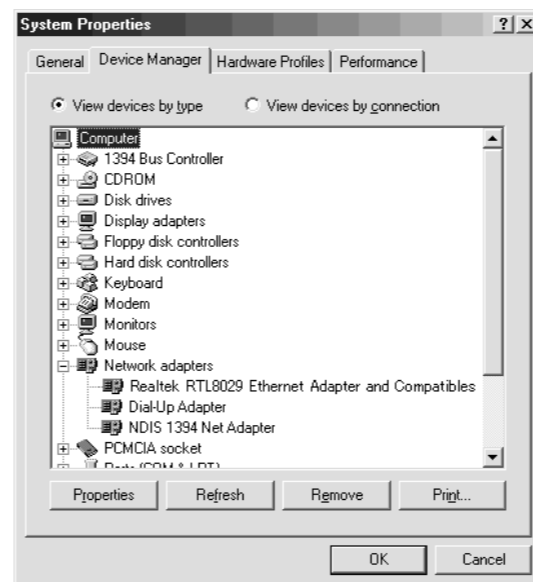 System Properties
General Device Manager Hardware Profiles Performance
View devices by type View devices by connection
Computer
1394 Bus Controller
CDROM
Disk drives
Display adapters
Floppy disk controllers
Hard disk controllers
Keyboard
Modem
Monitors
Mouse
Network adapters
Realtek RTL8029 Ethernet Adapter and Compatibles
Dial-Up Adapter
NDIS 1394 Net Adapter
PCMCIA socket
Ports (COM & LPT)
Properties Refresh Remove Print...
OK Cancel